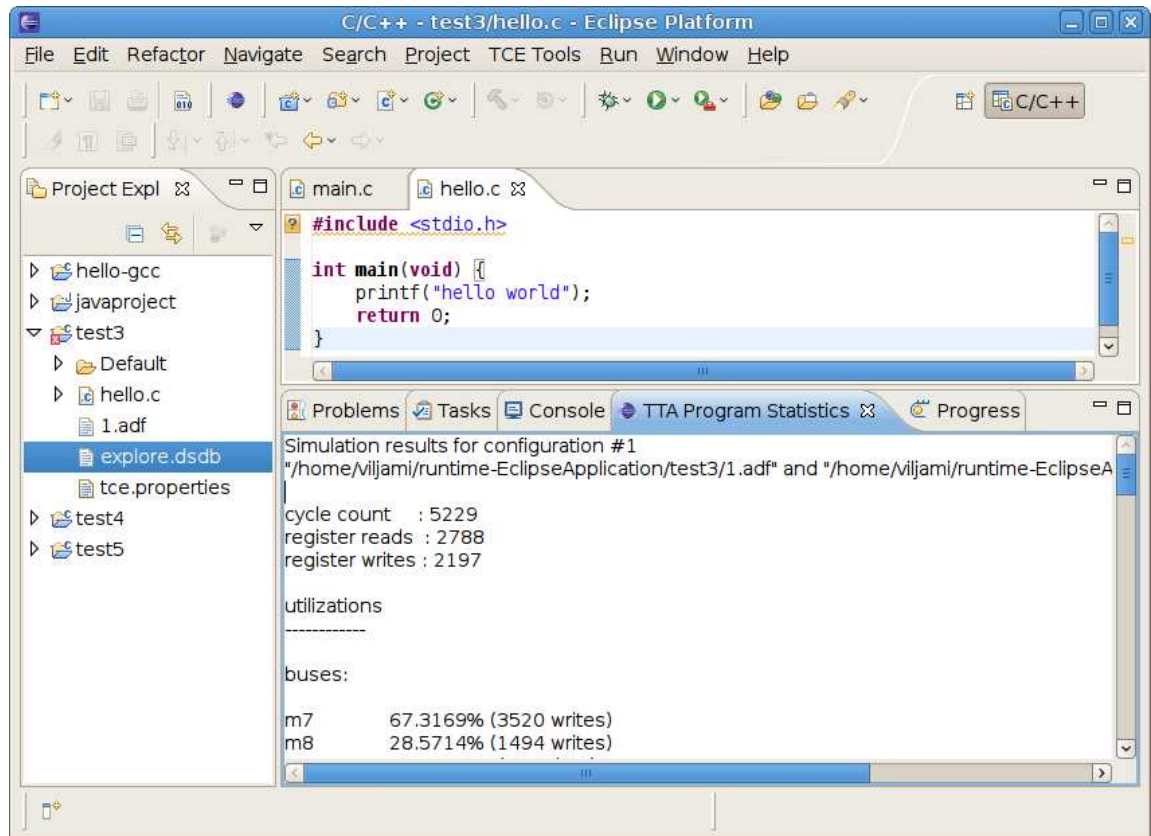 C/C++ - test3/hello.c - Eclipse Platform
File Edit Refactor Navigate Search Project TCE Tools Run Window Help
C/C++
Project Expl
main.c
hello.c
hello-gcc
javaproject
test3
Default
hello.c
1.adf
explore.dsdb
tce.properties
test4
test5
#include <stdio.h>
int main(void) {
printf("hello world");
return 0;
}
Problems Tasks Console TTA Program Statistics Progress
Simulation results for configuration #1
"/home/viljami/runtime-EclipseApplication/test3/1.adf" and "/home/viljami/runtime-EclipseA
cycle count : 5229
register reads : 2788
register writes : 2197
utilizations
------------
buses:
m7 67.3169% (3520 writes)
m8 28.5714% (1494 writes)